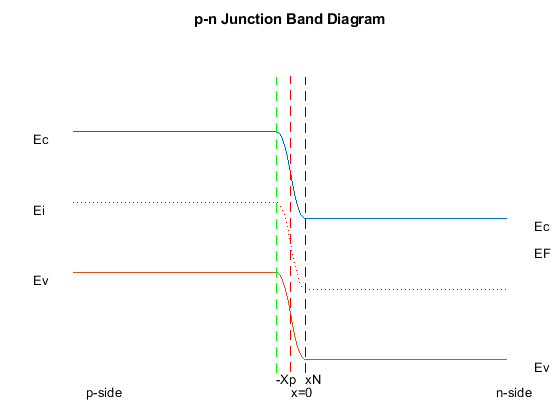 p-n Junction Band Diagram
Ec
Ei
Ev
Ec
EF
Ev
-Xp xN
x=0
p-side
n-side